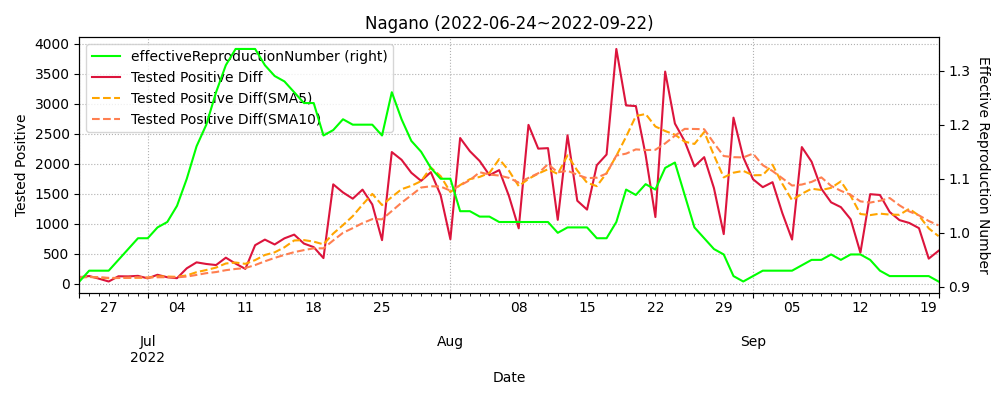 Nagano (2022-06-24~2022-09-22)
effectiveReproductionNumber (right)
Tested Positive Diff
Tested Positive Diff(SMA5)
Tested Positive Diff(SMA10)
Tested Positive
4000
3500
3000
2500
2000
1500
1000
500
0
Effective Reproduction Number
1.3
1.2
1.1
1.0
0.9
27 04 11 18 25 08 15 22 29 05 12 19
Jul Aug Sep
2022
Date